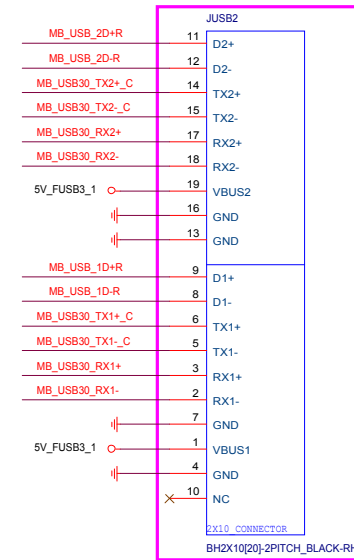 JUSB2
MB_USB_2D+R 11 D2+
MB_USB_2D-R 12 D2-
MB_USB30_TX2+_C 14 TX2+
MB_USB30_TX2-_C 15 TX2-
MB_USB30_RX2+ 17 RX2+
MB_USB30_RX2- 18 RX2-
5V_FUSB3_1 19 VBUS2
16 GND
13 GND
MB_USB_1D+R 9 D1+
MB_USB_1D-R 8 D1-
MB_USB30_TX1+_C 6 TX1+
MB_USB30_TX1-_C 5 TX1-
MB_USB30_RX1+ 3 RX1+
MB_USB30_RX1- 2 RX1-
7 GND
5V_FUSB3_1 1 VBUS1
4 GND
10 NC
2X10_CONNECTOR
BH2X10[20]-2PITCH_BLACK-RH